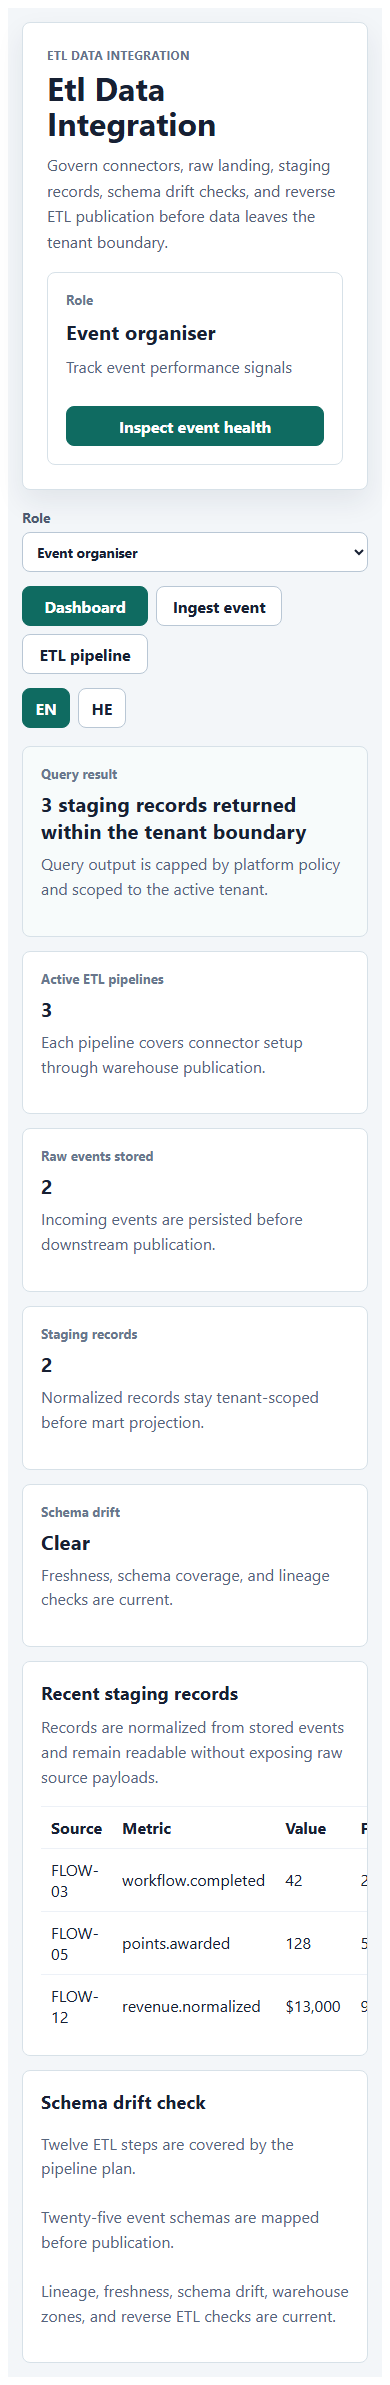 ETL DATA INTEGRATION
Etl Data
Integration
Govern connectors, raw landing, staging
records, schema drift checks, and reverse
ETL publication before data leaves the
tenant boundary.
Role
Event organiser
Track event performance signals
Inspect event health
Role
Event organiser
Dashboard
Ingest event
ETL pipeline
EN
HE
Query result
3 staging records returned
within the tenant boundary
Query output is capped by platform policy
and scoped to the active tenant.
Active ETL pipelines
3
Each pipeline covers connector setup
through warehouse publication.
Raw events stored
2
Incoming events are persisted before
downstream publication.
Staging records
2
Normalized records stay tenant-scoped
before mart projection.
Schema drift
Clear
Freshness, schema coverage, and lineage
checks are current.
Recent staging records
Records are normalized from stored events
and remain readable without exposing raw
source payloads.
Source Metric Value
FLOW-
03 workflow.completed 42
FLOW-
05 points.awarded 128
FLOW-
12 revenue.normalized $13,000
Schema drift check
Twelve ETL steps are covered by the
pipeline plan.
Twenty-five event schemas are mapped
before publication.
Lineage, freshness, schema drift, warehouse
zones, and reverse ETL checks are current.